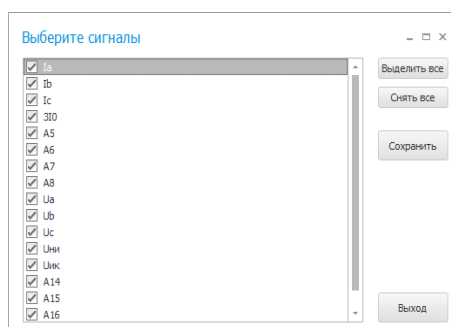 Выберите сигналы
Ia
Выделить все
Ib
Ic
Снять все
3I0
A5
A6
Сохранить
A7
A8
Ua
Ub
Uc
Uни
Uик
A14
A15
Выход
A16